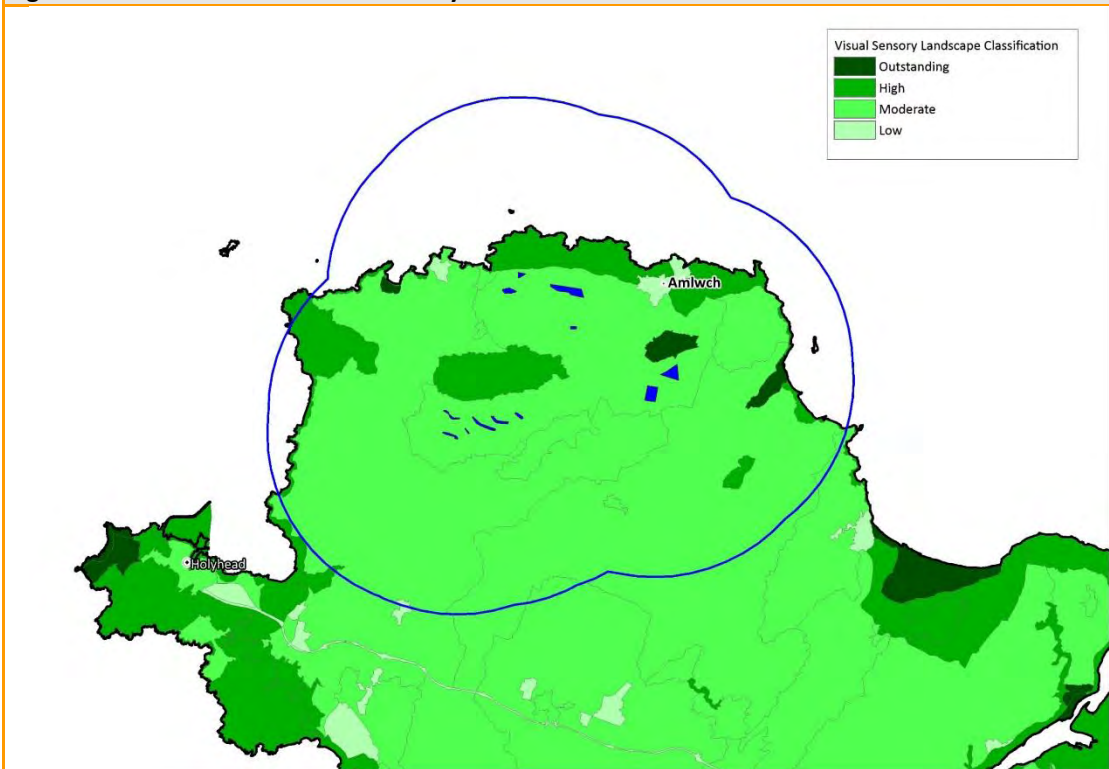 Visual Sensory Landscape Classification
Outstanding
High
Moderate
Low
Amlwch
Holyhead